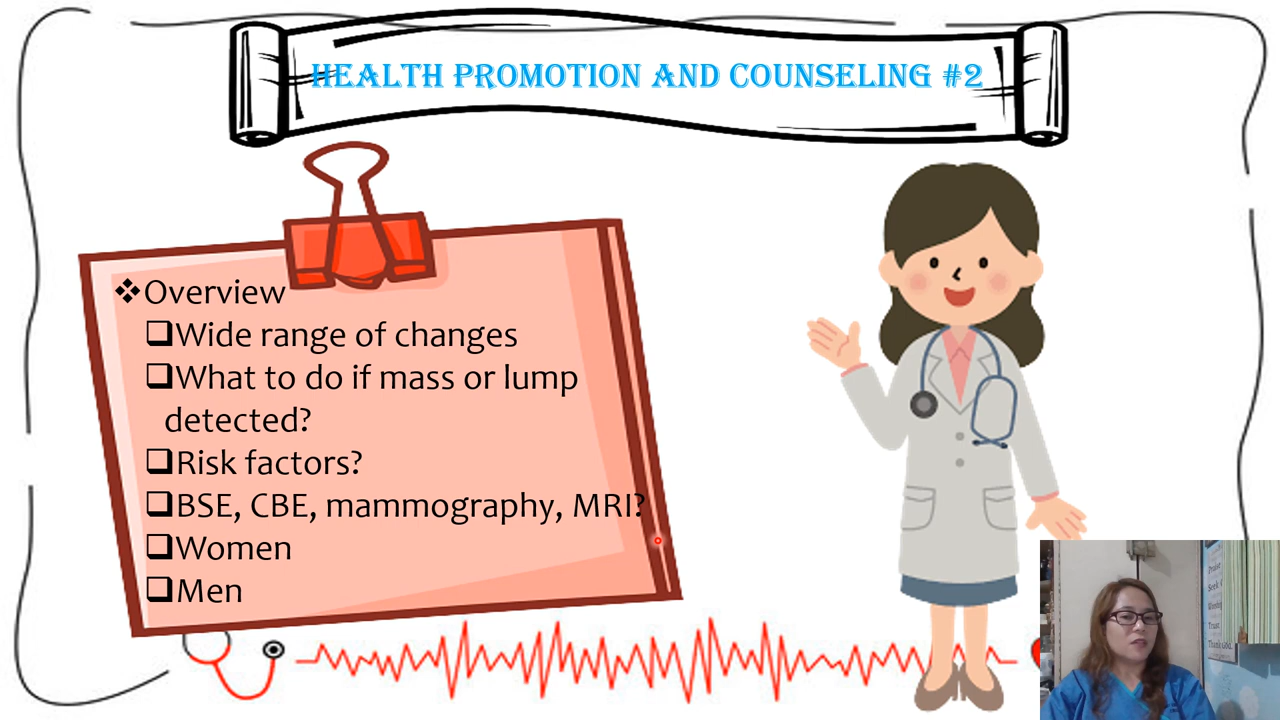 HEALTH PROMOTION AND COUNSELING #2
❖Overview
❑Wide range of changes
❑What to do if mass or lump
detected?
❑Risk factors?
❑BSE, CBE, mammography, MRI?
❑Women
❑Men